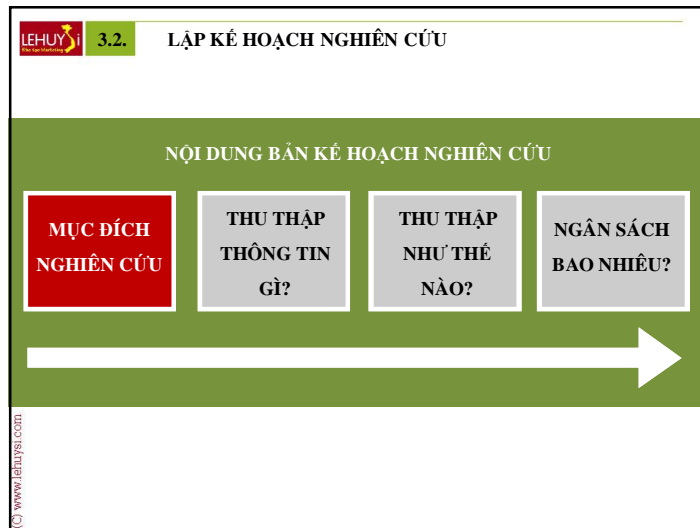 LEHUYSi
Đào tạo Marketing
3.2.
LẬP KẾ HOẠCH NGHIÊN CỨU
NỘI DUNG BẢN KẾ HOẠCH NGHIÊN CỨU
MỤC ĐÍCH
NGHIÊN CỨU
THU THẬP
THÔNG TIN
GÌ?
THU THẬP
NHƯ THẾ
NÀO?
NGÂN SÁCH
BAO NHIÊU?
(C) www.lehuysi.com